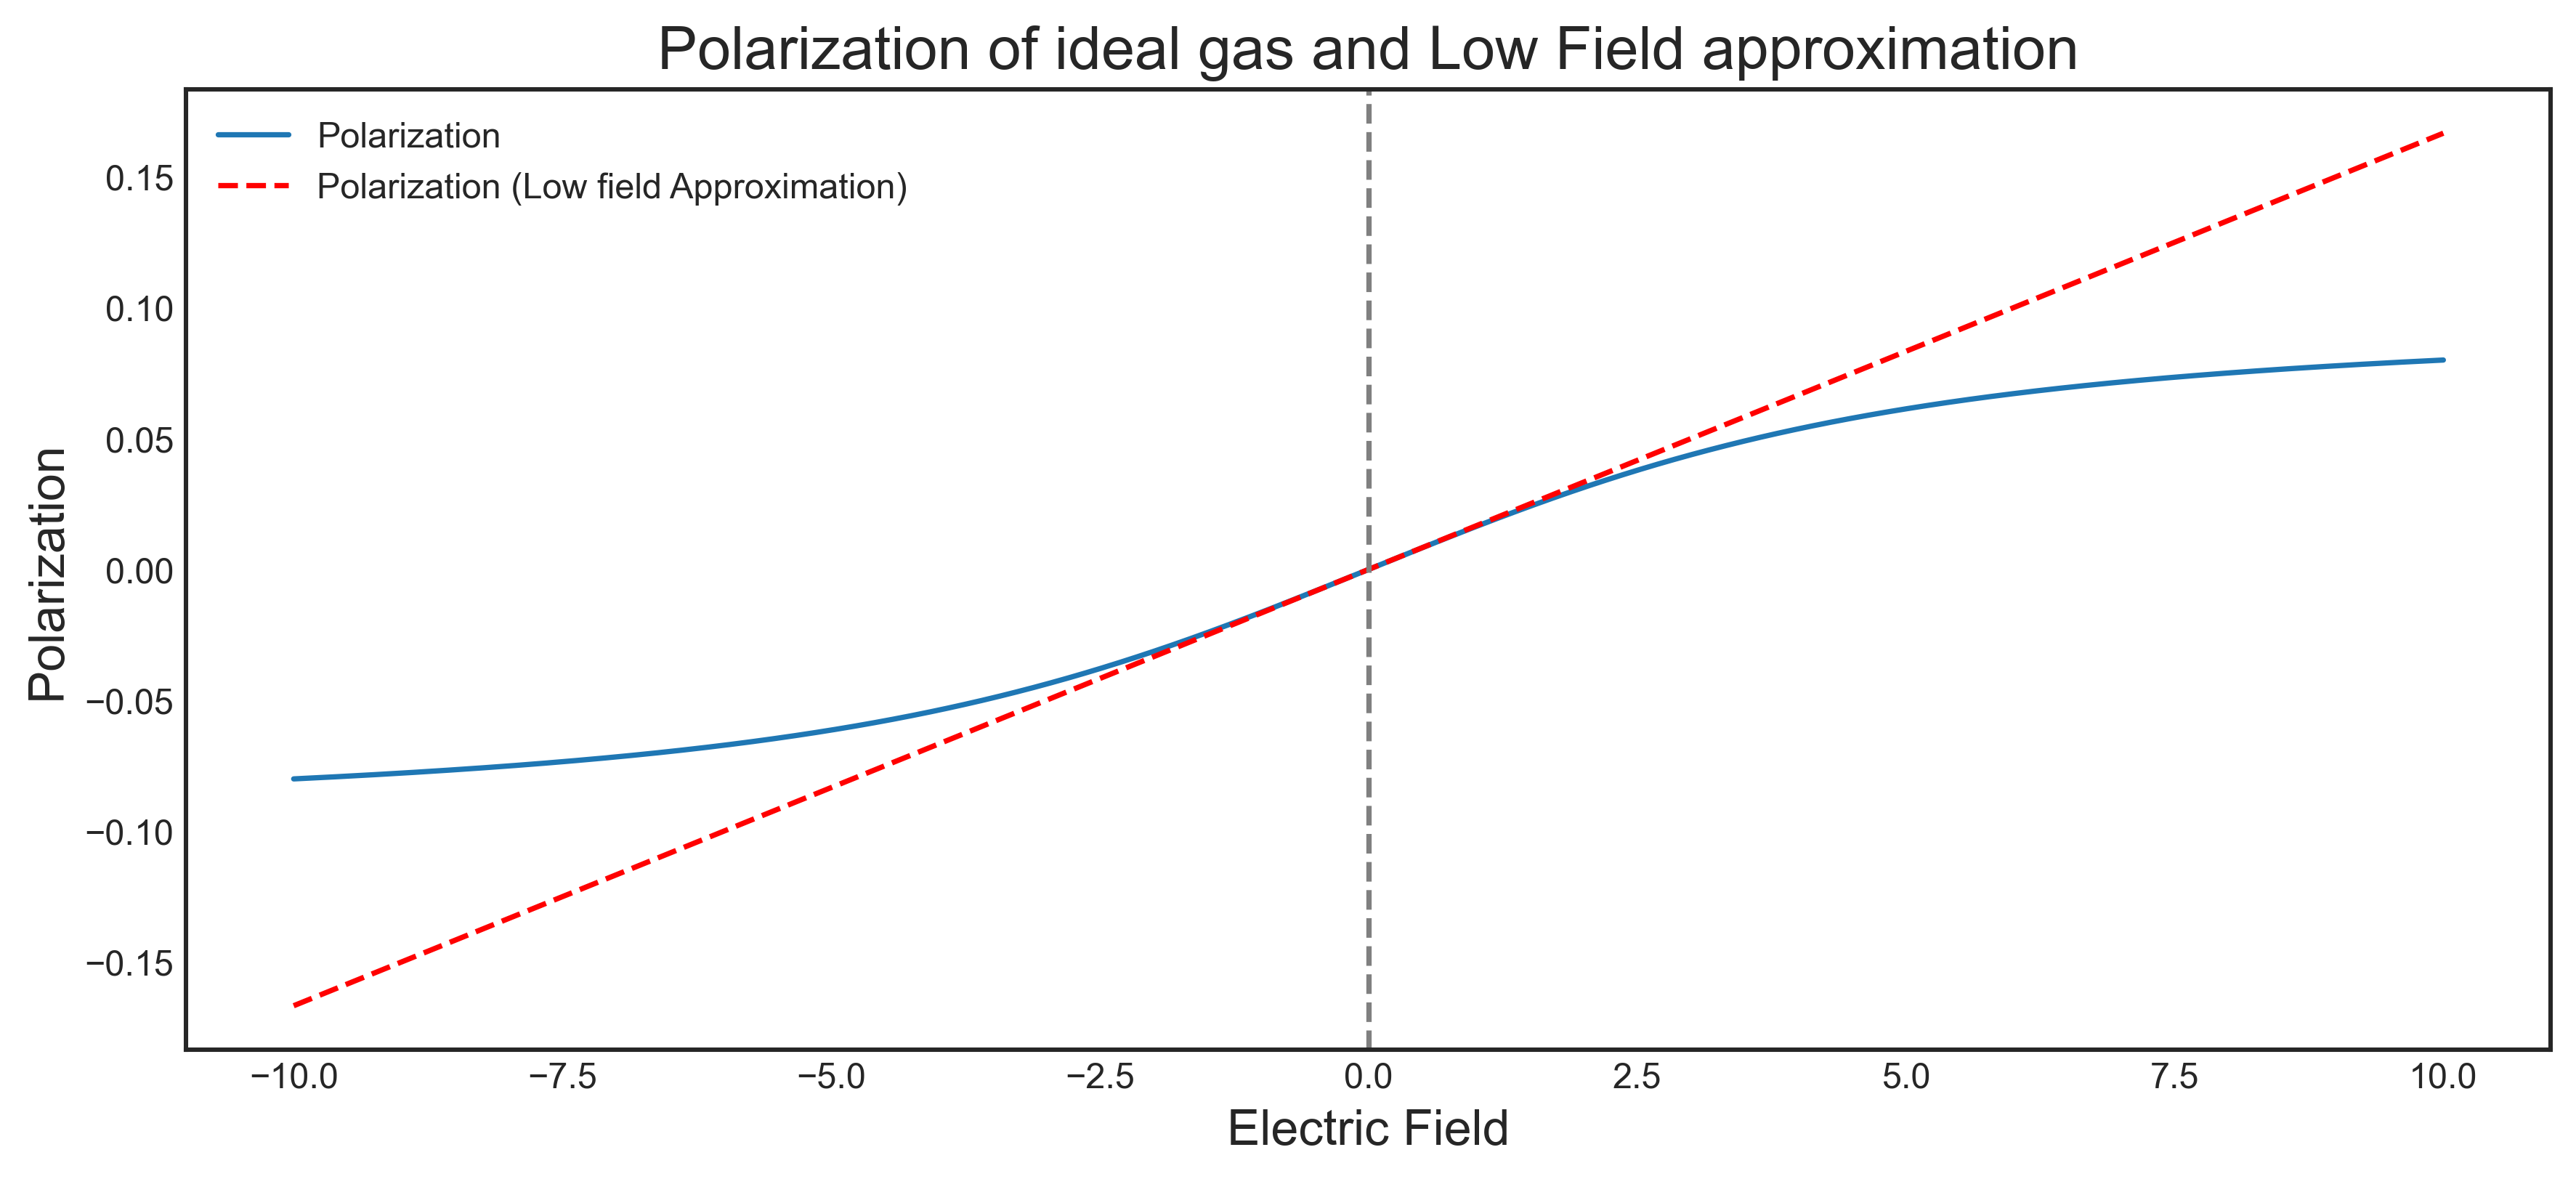 Polarization of ideal gas and Low Field approximation
Polarization
Polarization (Low field Approximation)
0.15
0.10
0.05
0.00
−0.05
−0.10
−0.15
Polarization
−10.0 −7.5 −5.0 −2.5 0.0 2.5 5.0 7.5 10.0
Electric Field